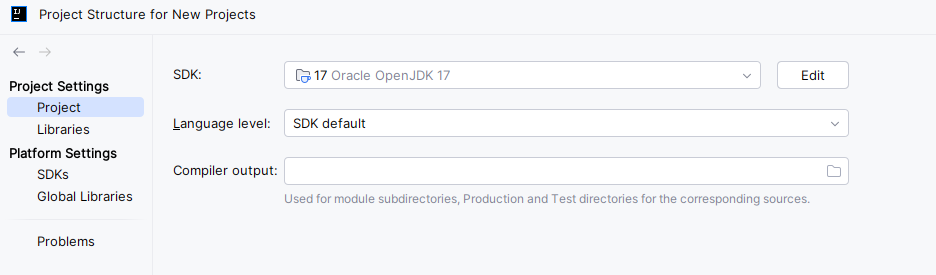 IJ
Project Structure for New Projects
Project Settings
Project
Libraries
Platform Settings
SDKs
Global Libraries
Problems
SDK: 17 Oracle OpenJDK 17 Edit
Language level: SDK default
Compiler output:
Used for module subdirectories, Production and Test directories for the corresponding sources.